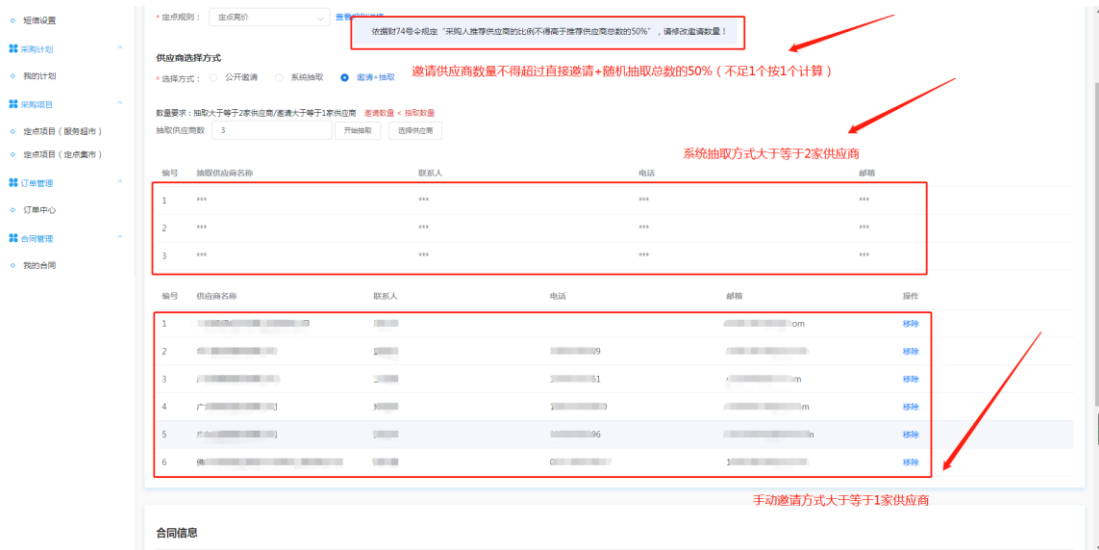 短信设置
采购计划
我的计划
采购项目
定点项目（服务超市）
定点项目（定点集市）
订单管理
订单中心
合同管理
我的合同
* 定点规则： 定点竞价
依据财74号令规定“采购人推荐供应商的比例不得高于推荐供应商总数的50%”，请修改邀请数量！
供应商选择方式
* 选择方式： 公开邀请 系统抽取 邀请+抽取
邀请供应商数量不得超过直接邀请+随机抽取总数的50%（不足1个按1个计算）
数量要求：抽取大于等于2家供应商/邀请大于等于1家供应商 邀请数量 < 抽取数量
抽取供应商数 3 开始抽取 选择供应商
系统抽取方式大于等于2家供应商
编号 抽取供应商名称 联系人 电话 邮箱
1 *** *** *** ***
2 *** *** *** ***
3 *** *** *** ***
编号 供应商名称 联系人 电话 邮箱 操作
1 om 移除
2 9 移除
3 51 m 移除
4 广 9 m 移除
5 96 n 移除
6 佛 0 1 移除
手动邀请方式大于等于1家供应商
合同信息